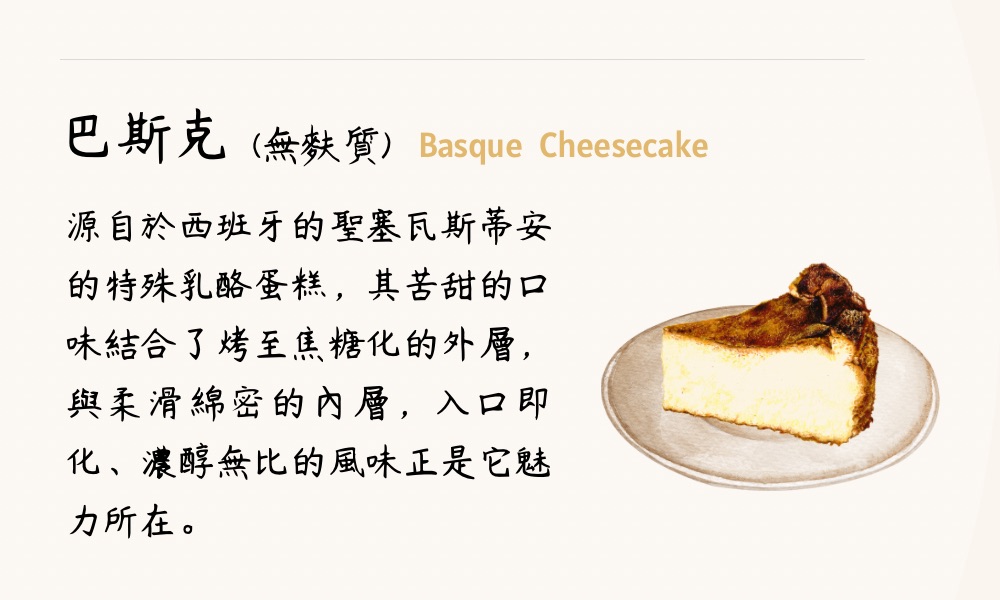 巴斯克 (無麩質) Basque Cheesecake
源自於西班牙的聖塞瓦斯蒂安
的特殊乳酪蛋糕，其苦甜的口
味結合了烤至焦糖化的外層，
與柔滑綿密的內層，入口即
化、濃醇無比的風味正是它魅
力所在。